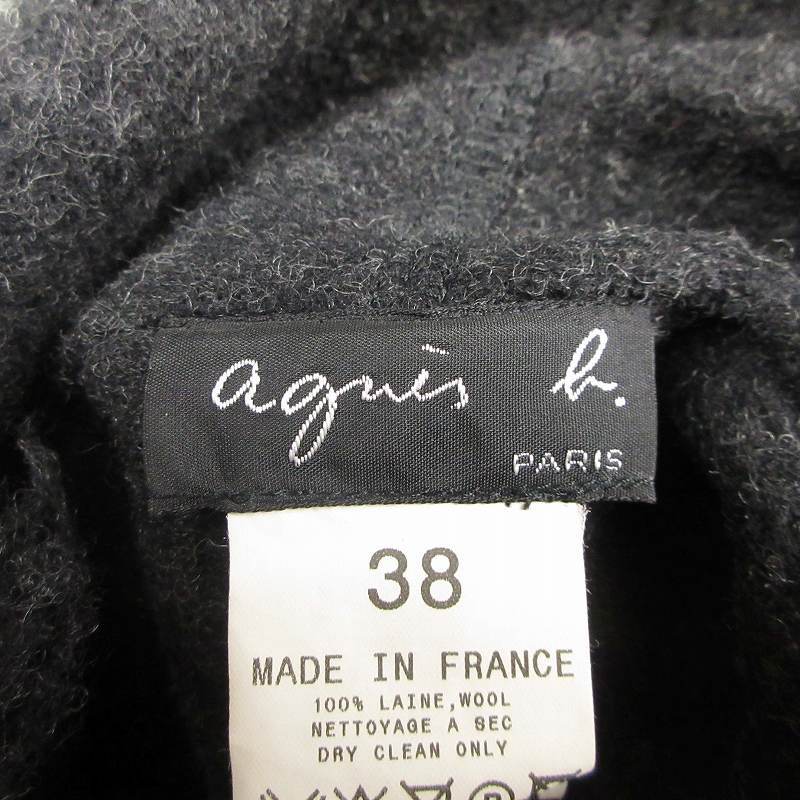 agnès b.
PARIS
38
MADE IN FRANCE
100% LAINE, WOOL
NETTOYAGE A SEC
DRY CLEAN ONLY